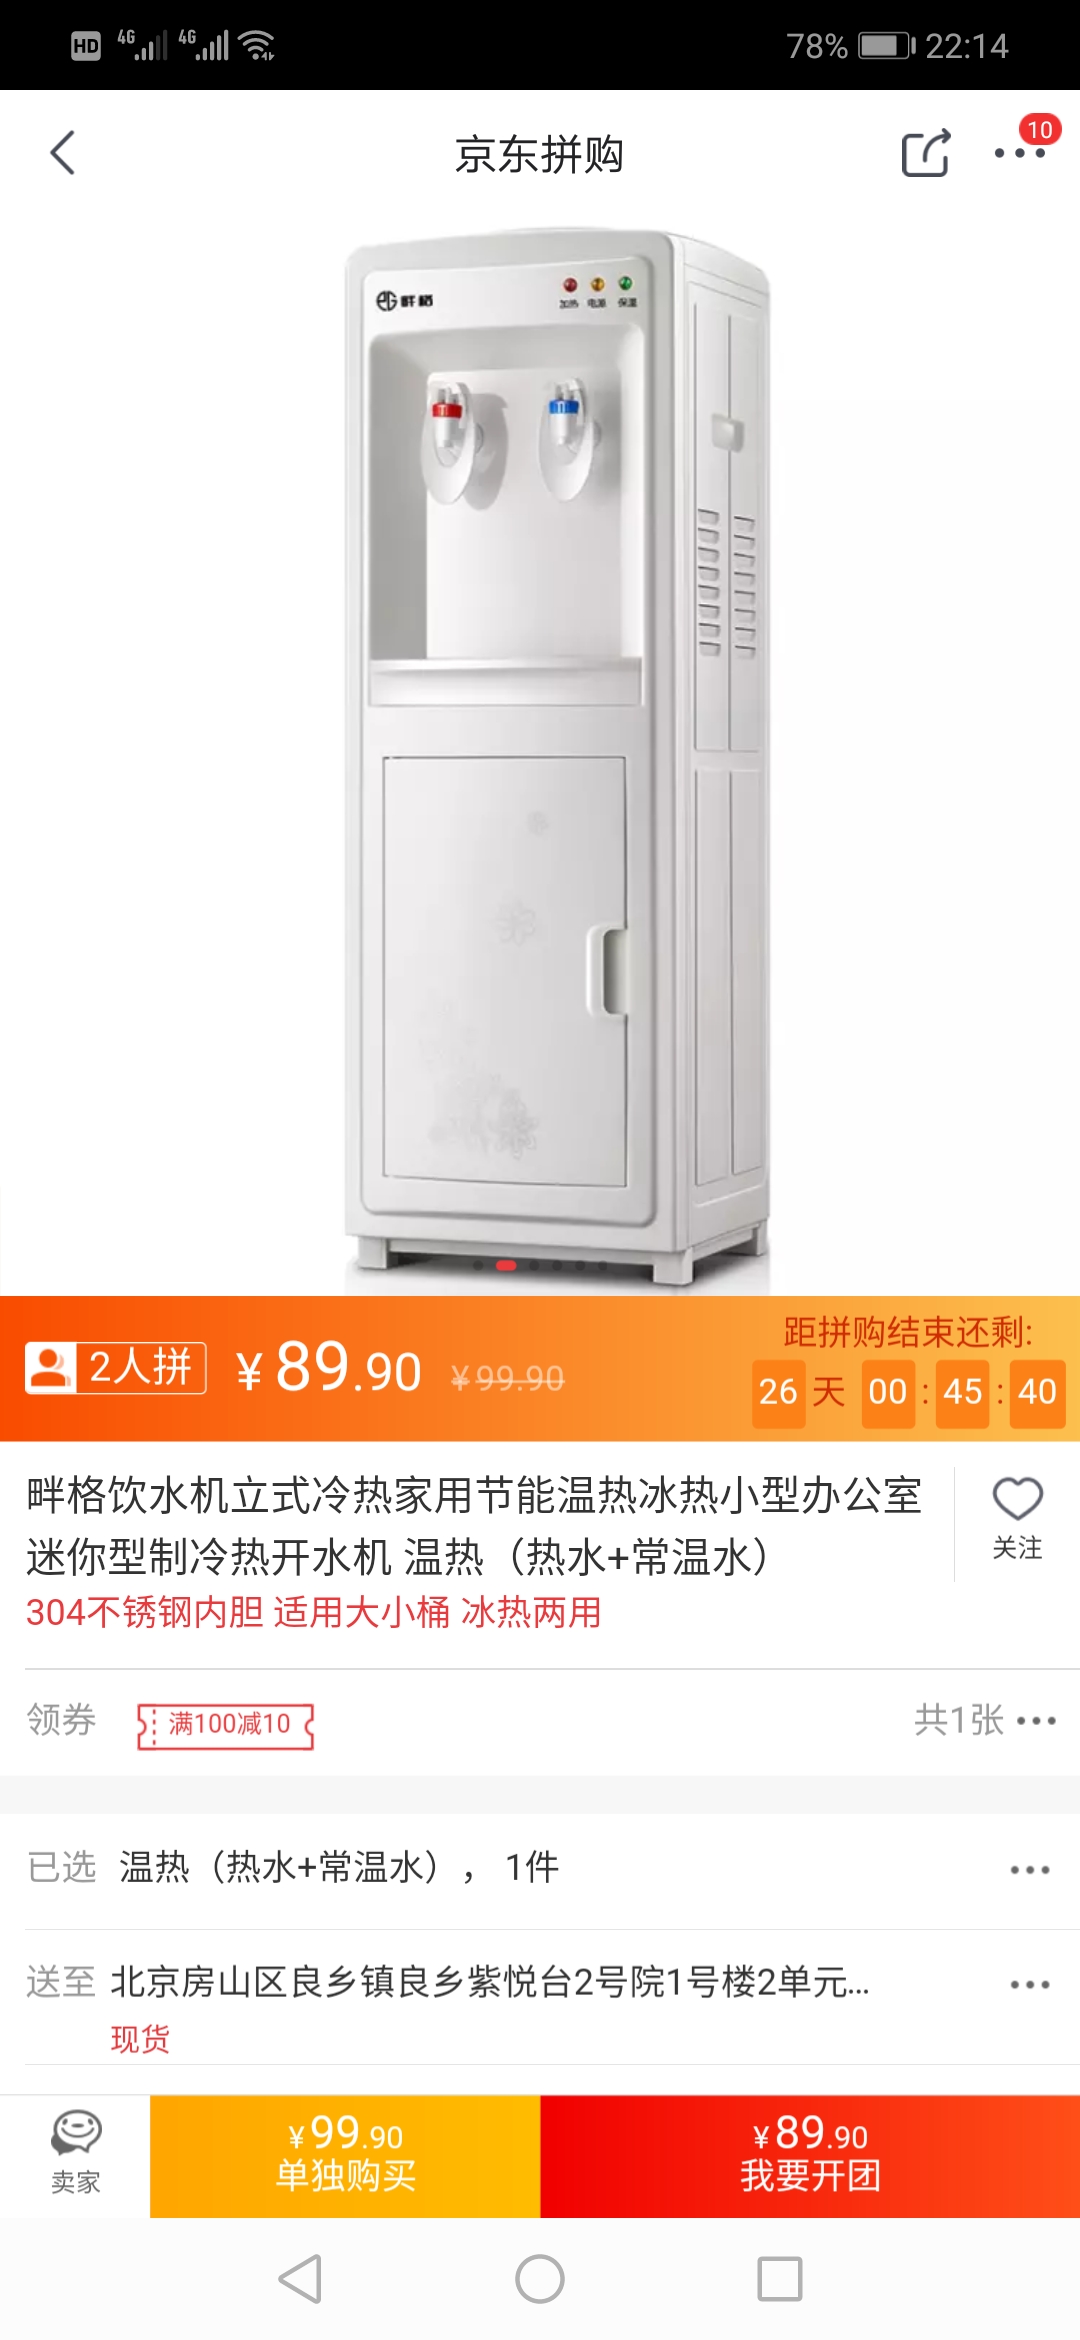 HD 4G 4G 78% 22:14
京东拼购
10
畔格
加热 电源 保温
2人拼 ¥89.90 ¥99.90
距拼购结束还剩:
26 天 00 : 45 : 40
畔格饮水机立式冷热家用节能温热冰热小型办公室
迷你型制冷热开水机 温热（热水+常温水）
关注
304不锈钢内胆 适用大小桶 冰热两用
领券 满100减10 共1张
已选 温热（热水+常温水），1件
送至 北京房山区良乡镇良乡紫悦台2号院1号楼2单元...
现货
卖家
¥99.90
单独购买
¥89.90
我要开团